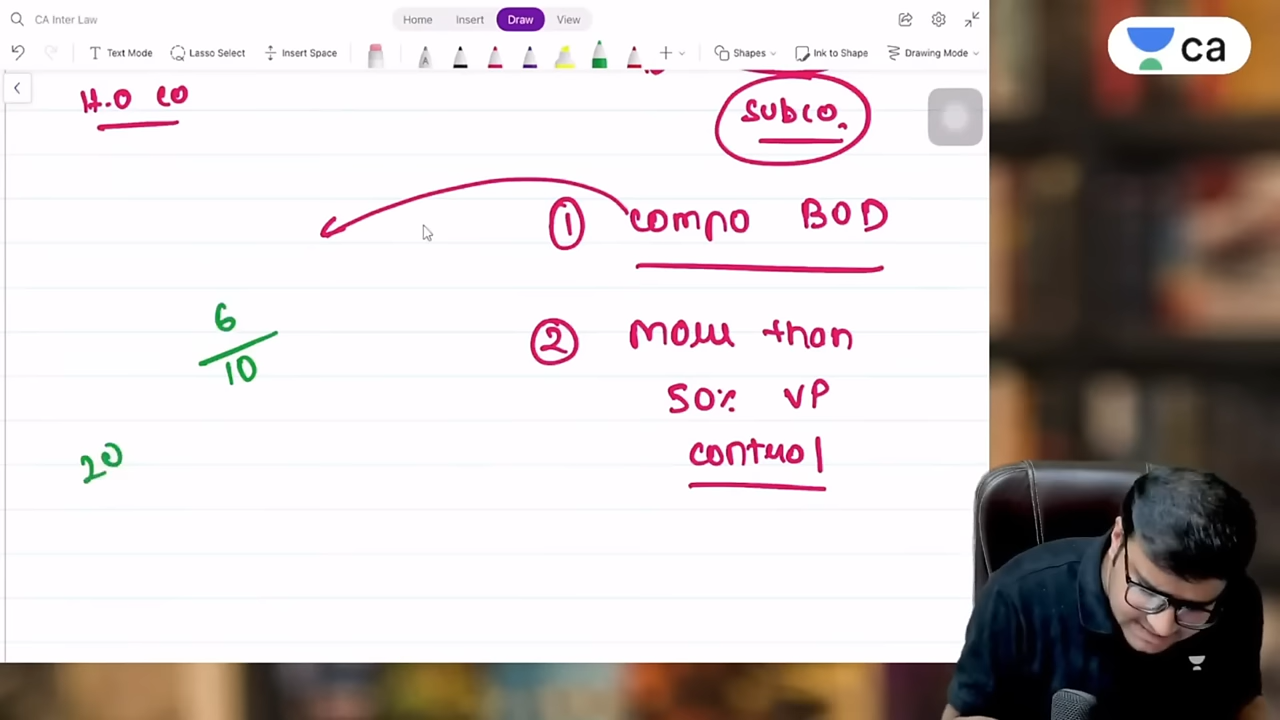 CA Inter Law
Home Insert Draw View
Text Mode Lasso Select Insert Space Shapes Ink to Shape Drawing Mode
ca
H.O CO
Subco.
① compo BOD
6
10
② more than
50% VP
control
20